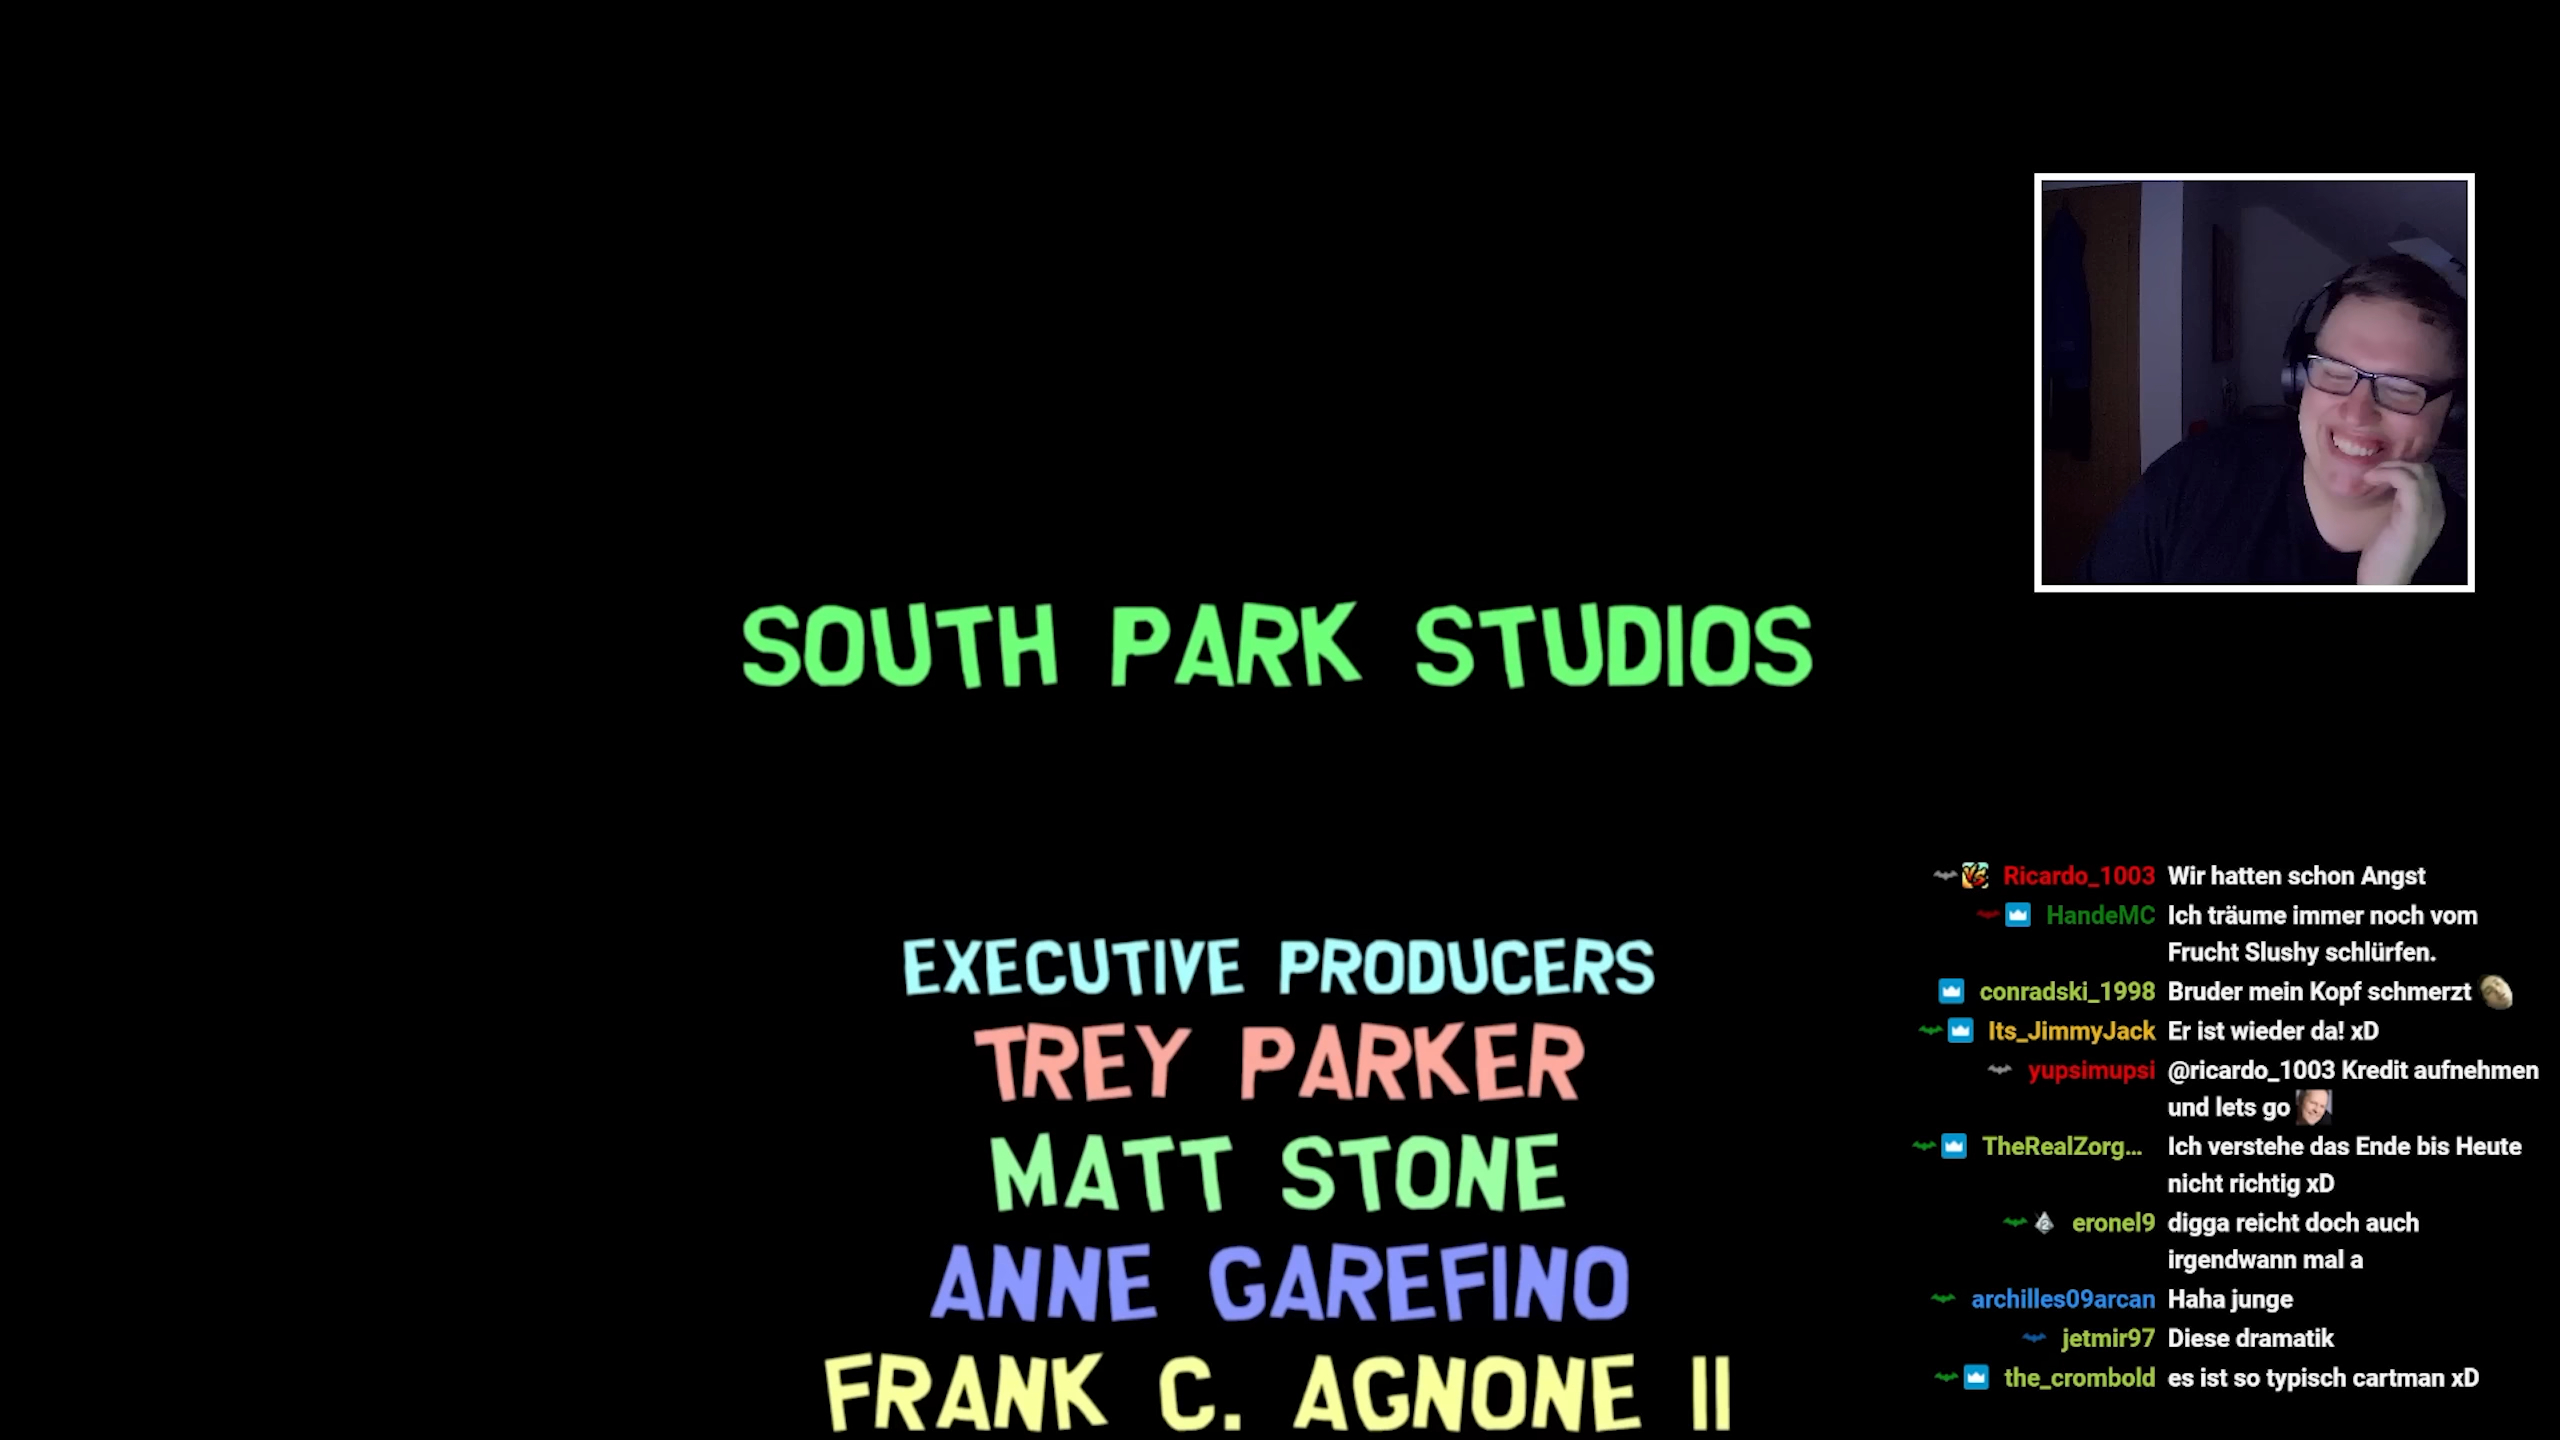 SOUTH PARK STUDIOS
EXECUTIVE PRODUCERS
TREY PARKER
MATT STONE
ANNE GAREFINO
FRANK C. AGNONE II
Ricardo_1003 Wir hatten schon Angst
HandeMC Ich träume immer noch vom
Frucht Slushy schlürfen.
conradski_1998 Bruder mein Kopf schmerzt
Its_JimmyJack Er ist wieder da! xD
yupsimupsi @ricardo_1003 Kredit aufnehmen
und lets go
TheRealZorg... Ich verstehe das Ende bis Heute
nicht richtig xD
eronel9 digga reicht doch auch
irgendwann mal a
archilles09arcan Haha junge
jetmir97 Diese dramatik
the_crombold es ist so typisch cartman xD